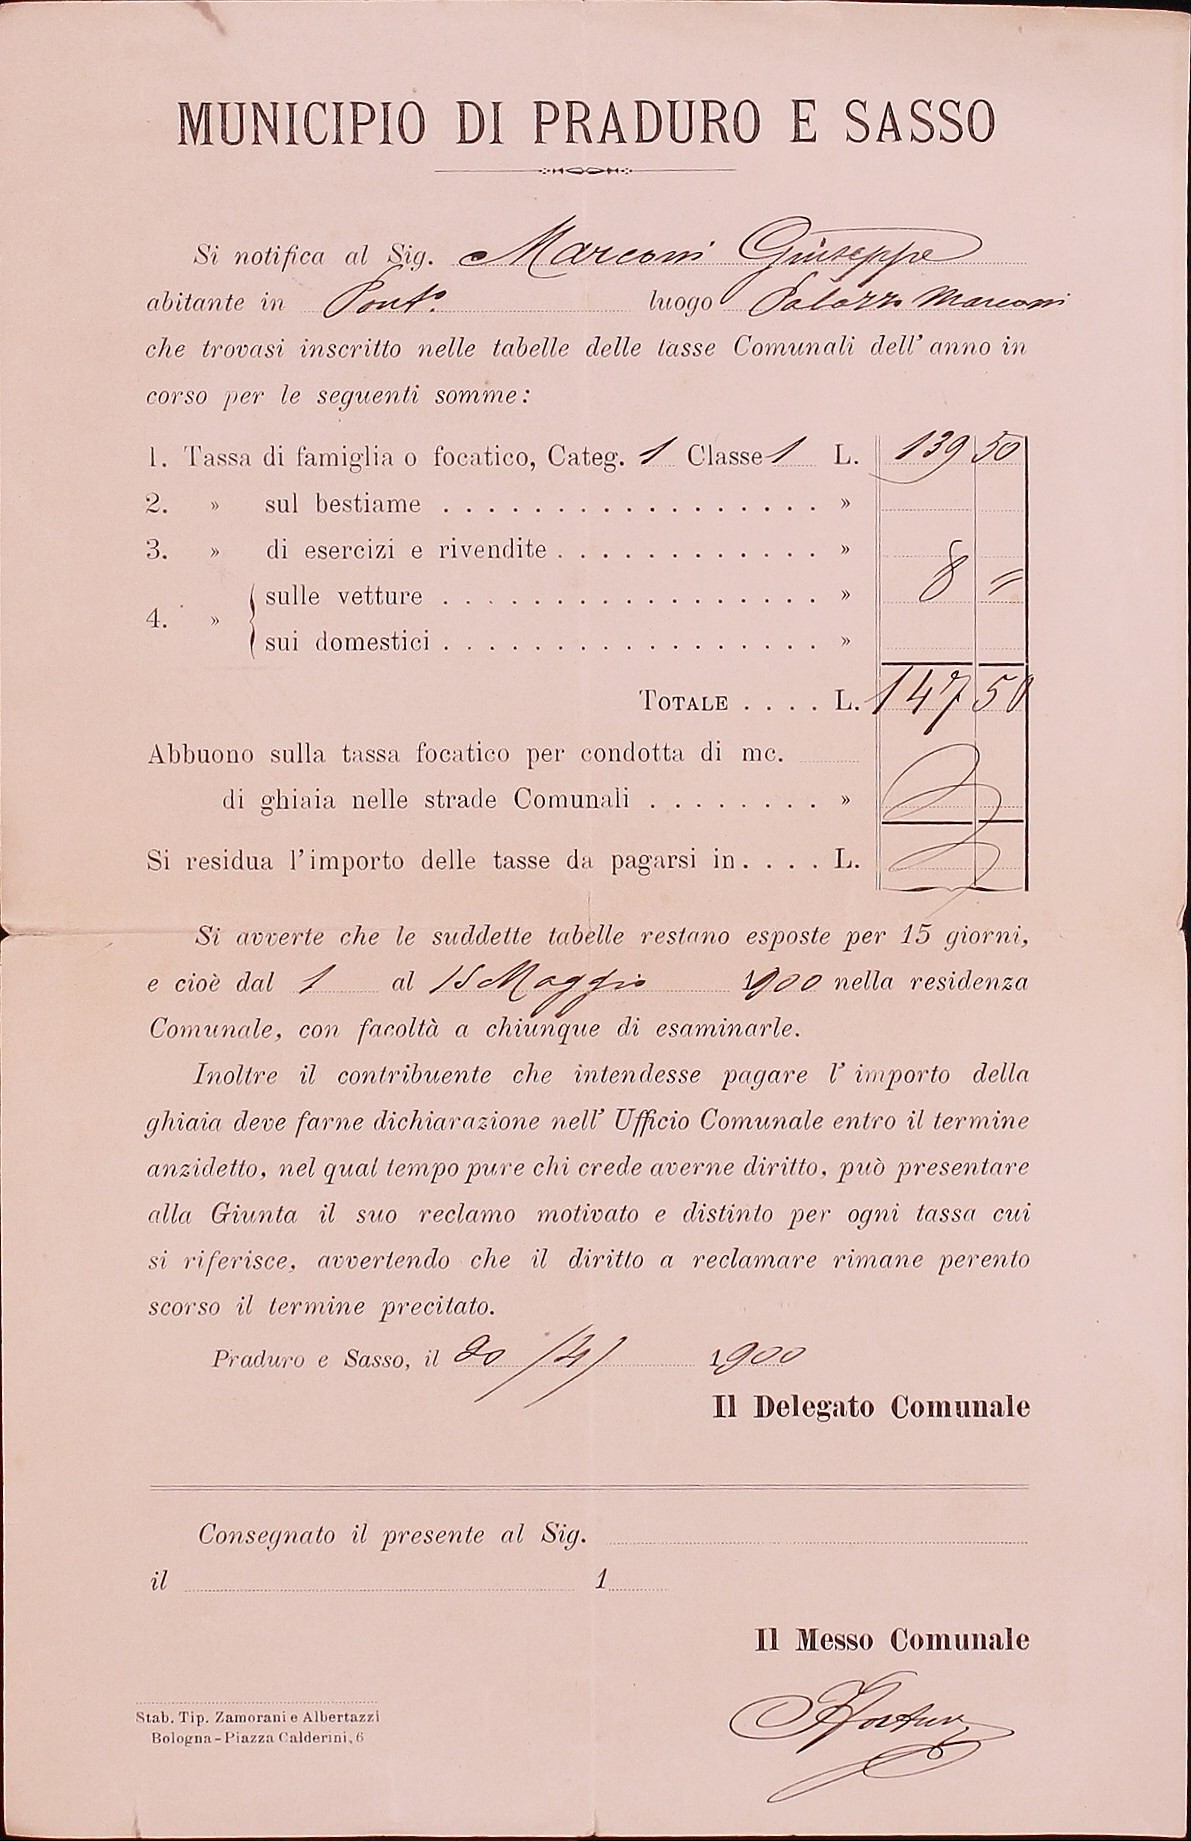 MUNICIPIO DI PRADURO E SASSO
Si notifica al Sig. Marconi Giuseppe
abitante in Pont.º luogo Palazzo Marconi
che trovasi inscritto nelle tabelle delle tasse Comunali dell' anno in
corso per le seguenti somme:
1. Tassa di famiglia o focatico, Categ. 1 Classe 1 L. 139 50
2. » sul bestiame . . . . . . . . . . . . . . . . . »
3. » di esercizi e rivendite . . . . . . . . . . . . »
4. » { sulle vetture . . . . . . . . . . . . . . . . . » 8 =
sui domestici . . . . . . . . . . . . . . . . . »
TOTALE . . . . L. 147 50
Abbuono sulla tassa focatico per condotta di mc.
di ghiaia nelle strade Comunali . . . . . . . . »
Si residua l'importo delle tasse da pagarsi in . . . . L.
Si avverte che le suddette tabelle restano esposte per 15 giorni,
e cioè dal 1 al 15 Maggio 1900 nella residenza
Comunale, con facoltà a chiunque di esaminarle.
Inoltre il contribuente che intendesse pagare l' importo della
ghiaia deve farne dichiarazione nell' Ufficio Comunale entro il termine
anzidetto, nel qual tempo pure chi crede averne diritto, può presentare
alla Giunta il suo reclamo motivato e distinto per ogni tassa cui
si riferisce, avvertendo che il diritto a reclamare rimane perento
scorso il termine precitato.
Praduro e Sasso, il 20/4/ 1900
Il Delegato Comunale
Consegnato il presente al Sig.
il 1
Il Messo Comunale
Stab. Tip. Zamorani e Albertazzi
Bologna - Piazza Calderini, 6